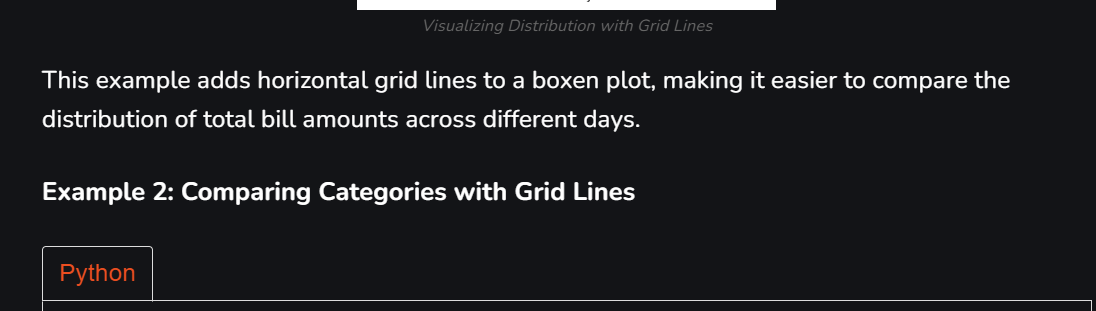 Visualizing Distribution with Grid Lines
This example adds horizontal grid lines to a boxen plot, making it easier to compare the
distribution of total bill amounts across different days.
Example 2: Comparing Categories with Grid Lines
Python